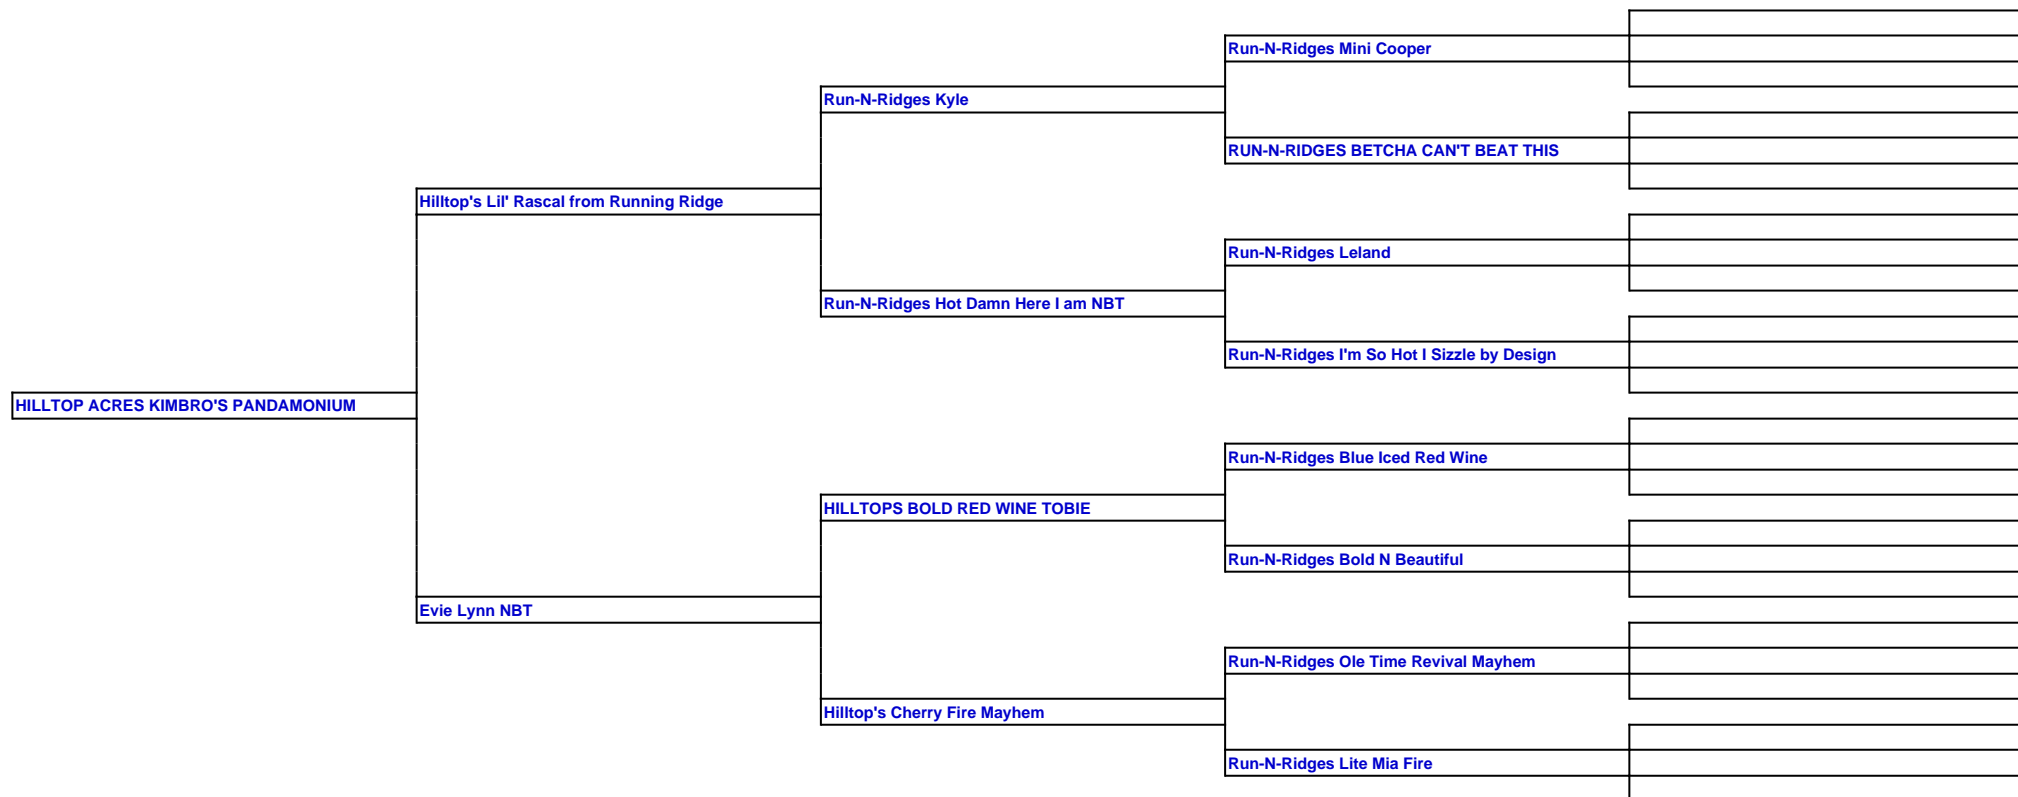 Run-N-Ridges Mini Cooper
Run-N-Ridges Kyle
RUN-N-RIDGES BETCHA CAN'T BEAT THIS
Hilltop's Lil' Rascal from Running Ridge
Run-N-Ridges Leland
Run-N-Ridges Hot Damn Here I am NBT
Run-N-Ridges I'm So Hot I Sizzle by Design
HILLTOP ACRES KIMBRO'S PANDAMONIUM
Run-N-Ridges Blue Iced Red Wine
HILLTOPS BOLD RED WINE TOBIE
Run-N-Ridges Bold N Beautiful
Evie Lynn NBT
Run-N-Ridges Ole Time Revival Mayhem
Hilltop's Cherry Fire Mayhem
Run-N-Ridges Lite Mia Fire